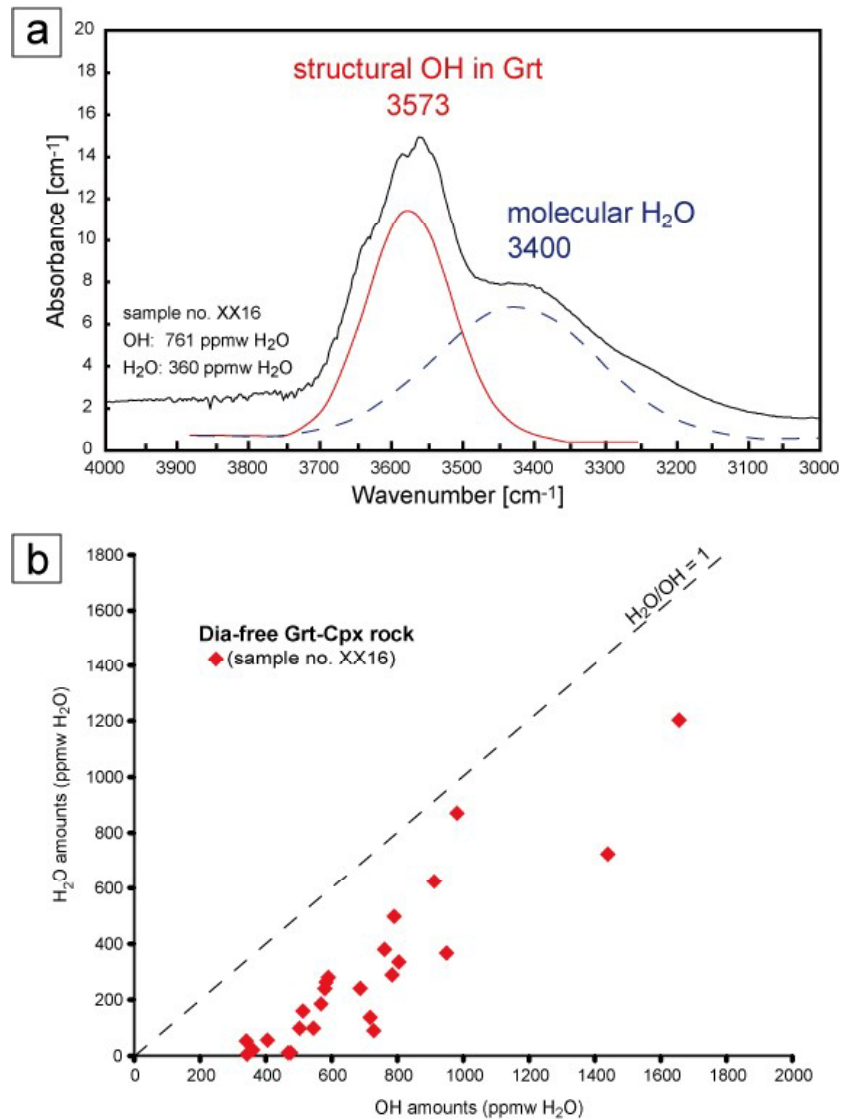 a
20
18
16
14
12
10
8
6
4
2
0
Absorbance [cm-1]
structural OH in Grt
3573
molecular H₂O
3400
sample no. XX16
OH: 761 ppmw H₂O
H₂O: 360 ppmw H₂O
4000 3900 3800 3700 3600 3500 3400 3300 3200 3100 3000
Wavenumber [cm-1]
b
1800
1600
1400
1200
1000
800
600
400
200
0
H₂O amounts (ppmw H₂O)
H₂O/OH = 1
Dia-free Grt-Cpx rock
(sample no. XX16)
0 200 400 600 800 1000 1200 1400 1600 1800 2000
OH amounts (ppmw H₂O)